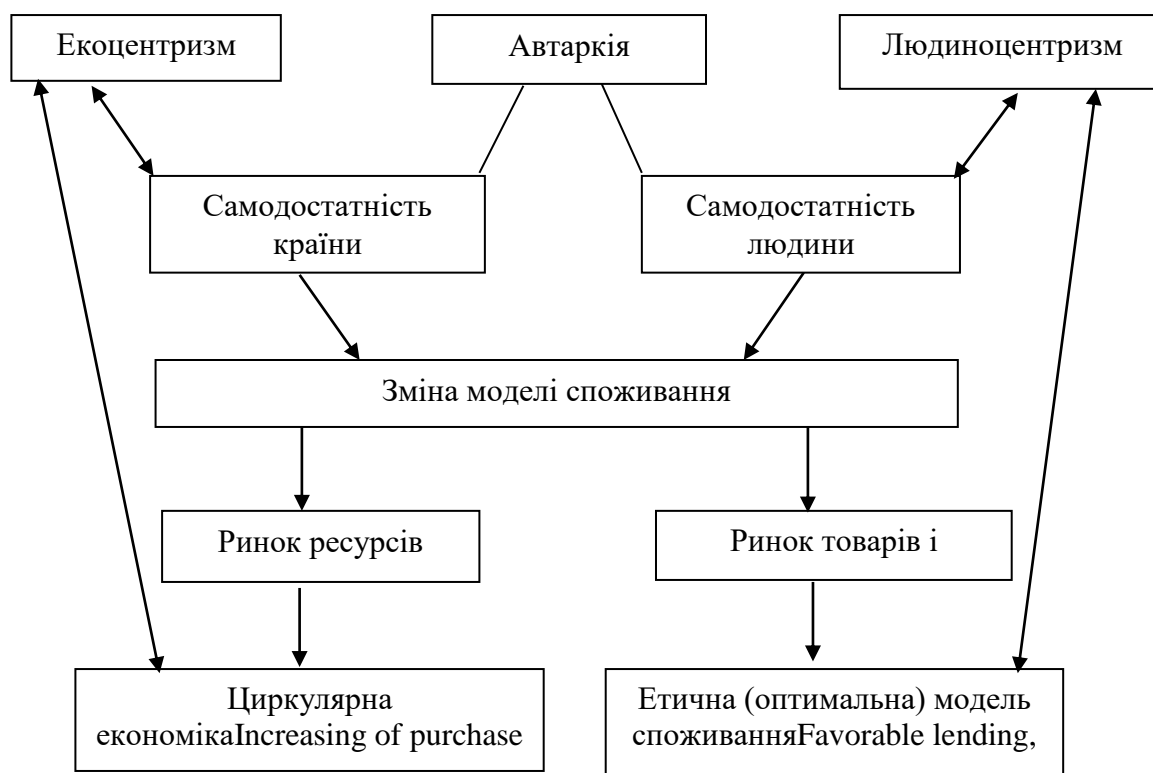 Екоцентризм
Автаркія
Людиноцентризм
Самодостатність
країни
Самодостатність
людини
Зміна моделі споживання
Ринок ресурсів
Ринок товарів і
Циркулярна
економікаIncreasing of purchase
Етична (оптимальна) модель
споживанняFavorable lending,